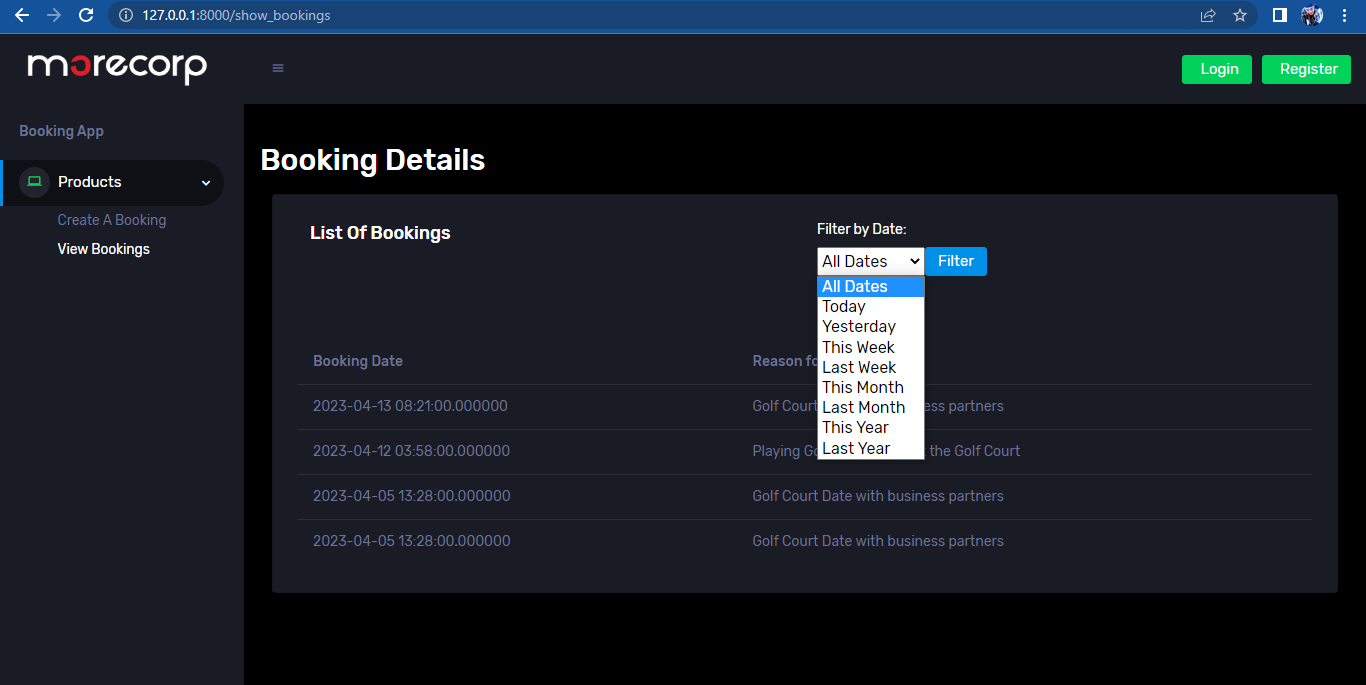 127.0.0.1:8000/show_bookings
morecorp
Login
Register
Booking App
Products
Create A Booking
View Bookings
Booking Details
List Of Bookings
Filter by Date:
All Dates
Filter
All Dates
Today
Yesterday
This Week
Last Week
This Month
Last Month
This Year
Last Year
Booking Date
Reason
2023-04-13 08:21:00.000000
Golf Court partners
2023-04-12 03:58:00.000000
Playing the Golf Court
2023-04-05 13:28:00.000000
Golf Court Date with business partners
2023-04-05 13:28:00.000000
Golf Court Date with business partners